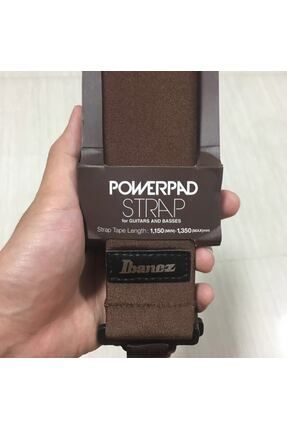 POWERPAD
STRAP
for GUITARS AND BASSES
Strap Tape Length: 1,150(MIN)-1,350(MAX)mm
Ibanez